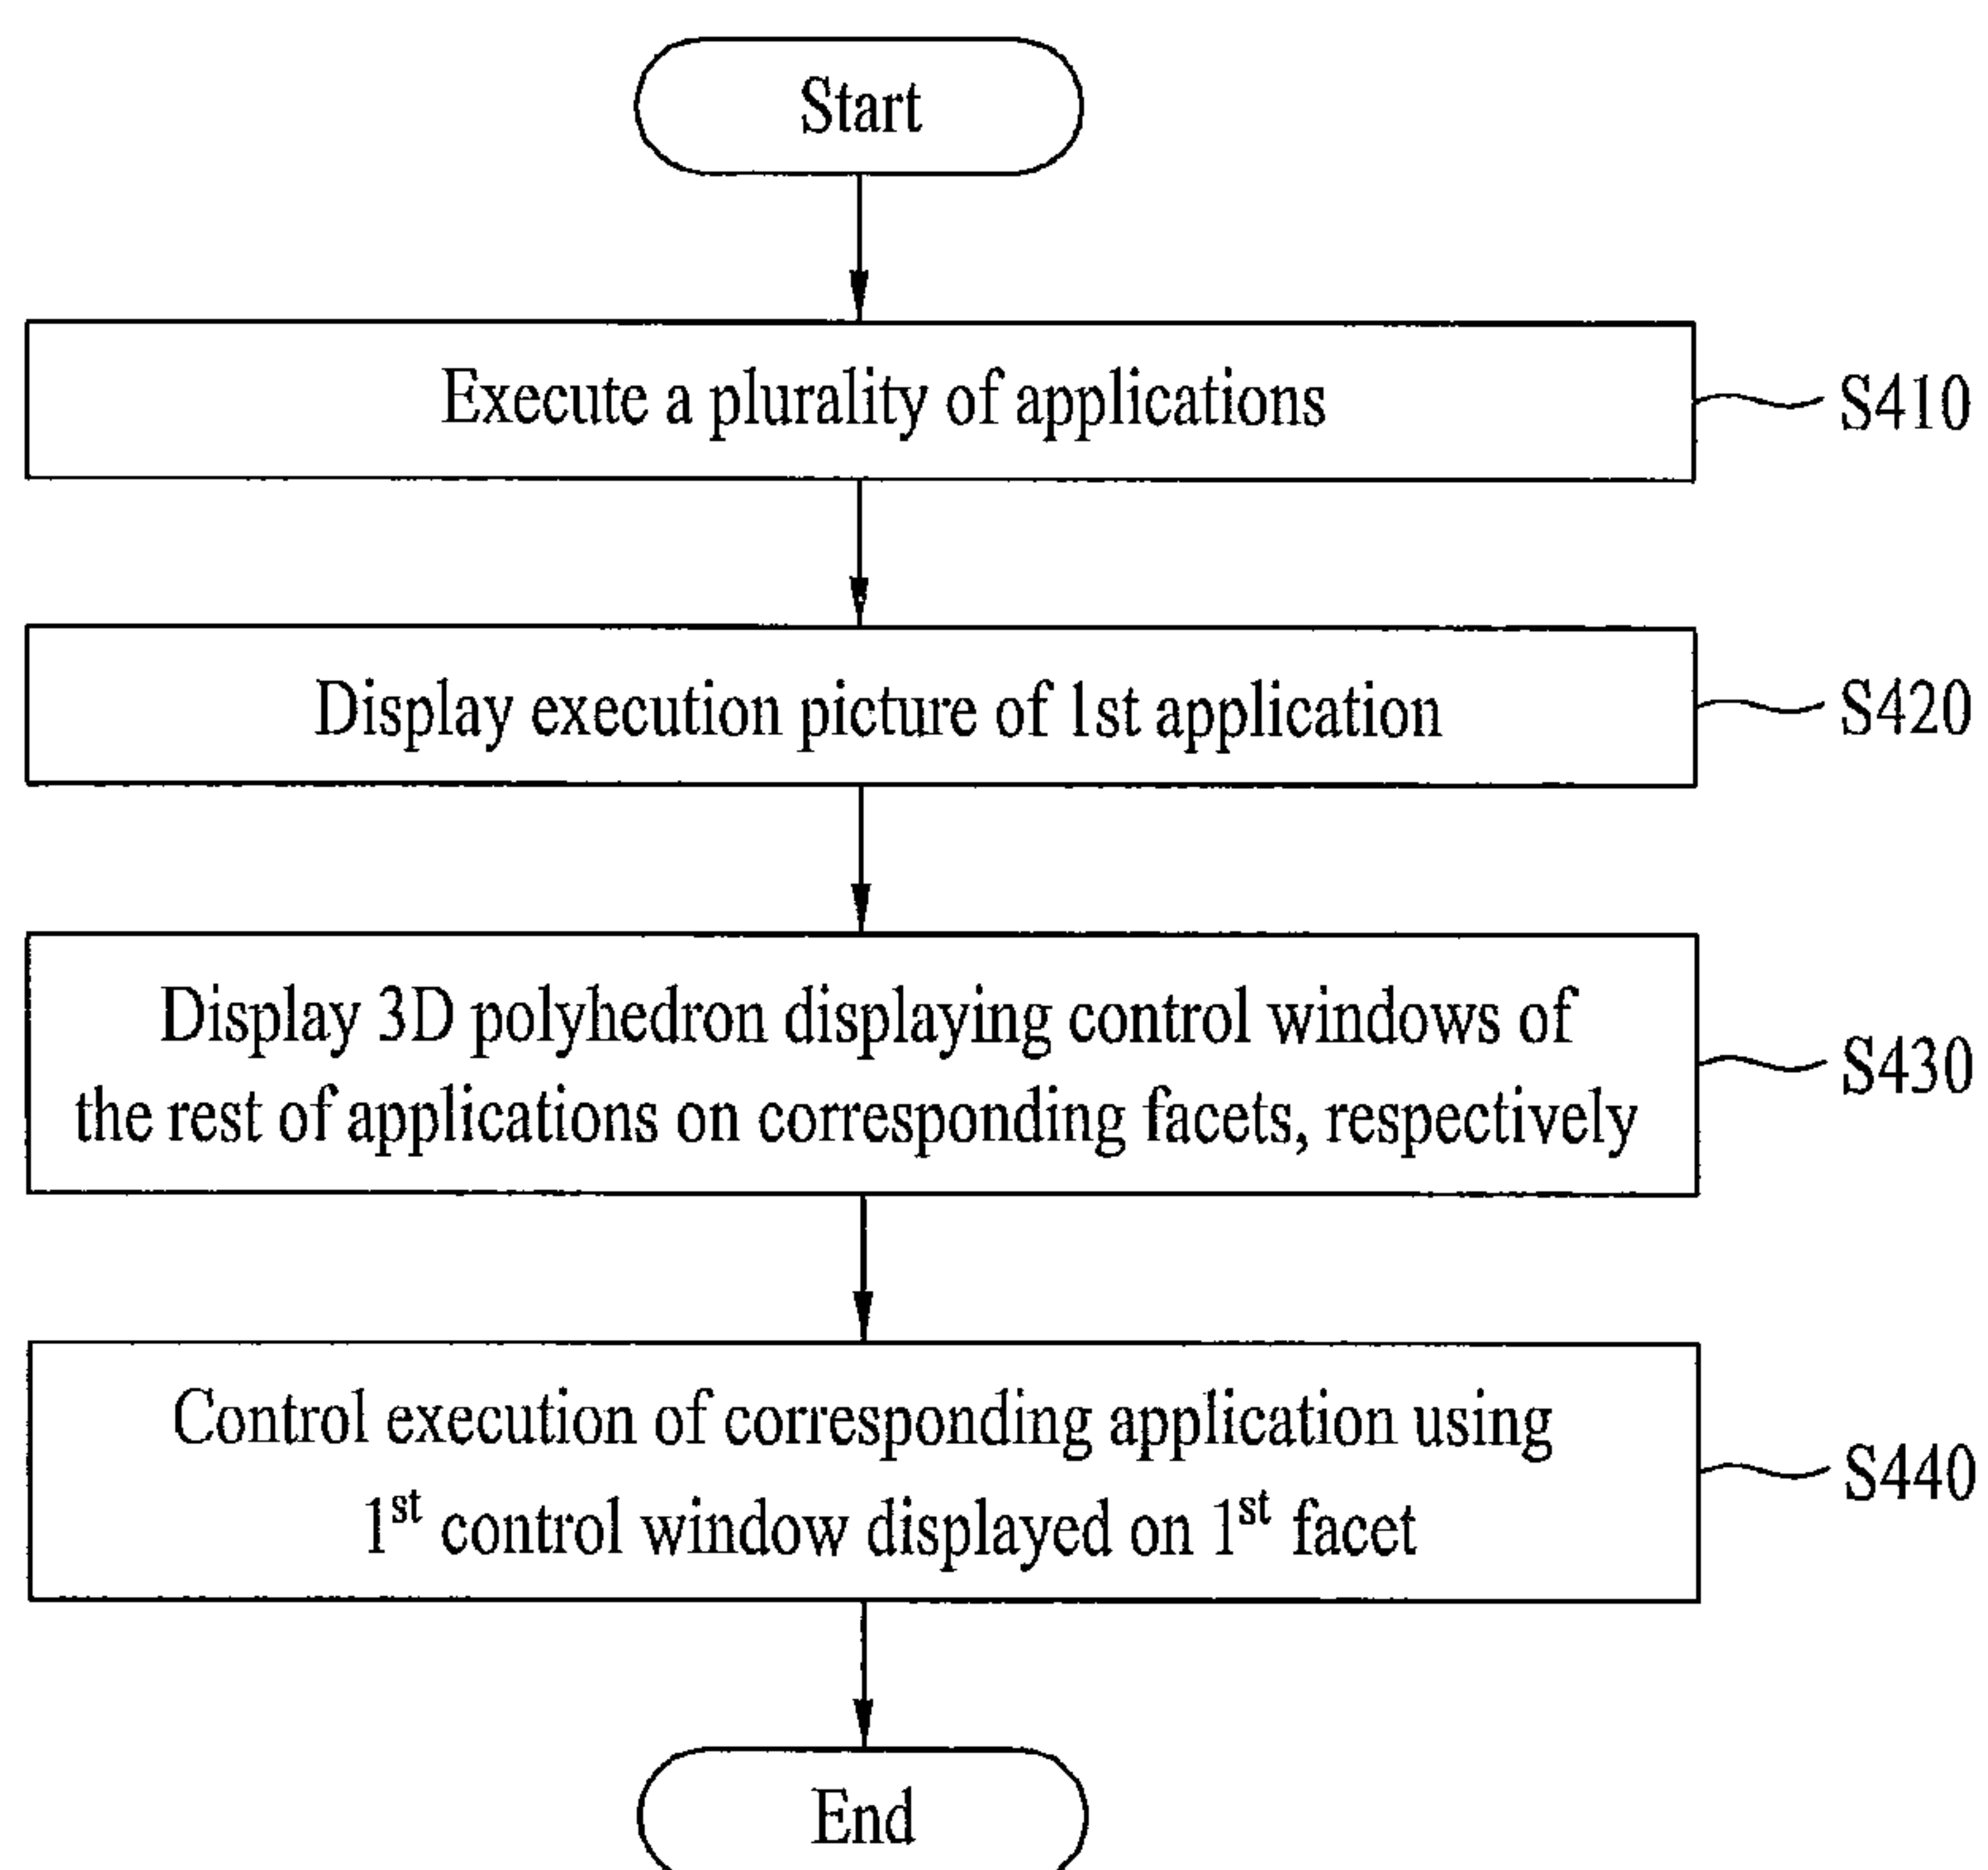 Start
Execute a plurality of applications
S410
Display execution picture of 1st application
S420
Display 3D polyhedron displaying control windows of
the rest of applications on corresponding facets, respectively
S430
Control execution of corresponding application using
1st control window displayed on 1st facet
S440
End